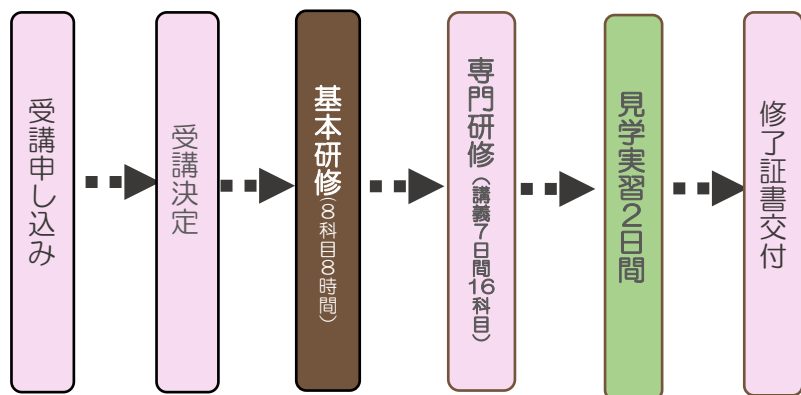 受講申し込み
受講決定
基本研修(8科目8時間)
専門研修(講義7日間16科目)
見学実習2日間
修了証書交付